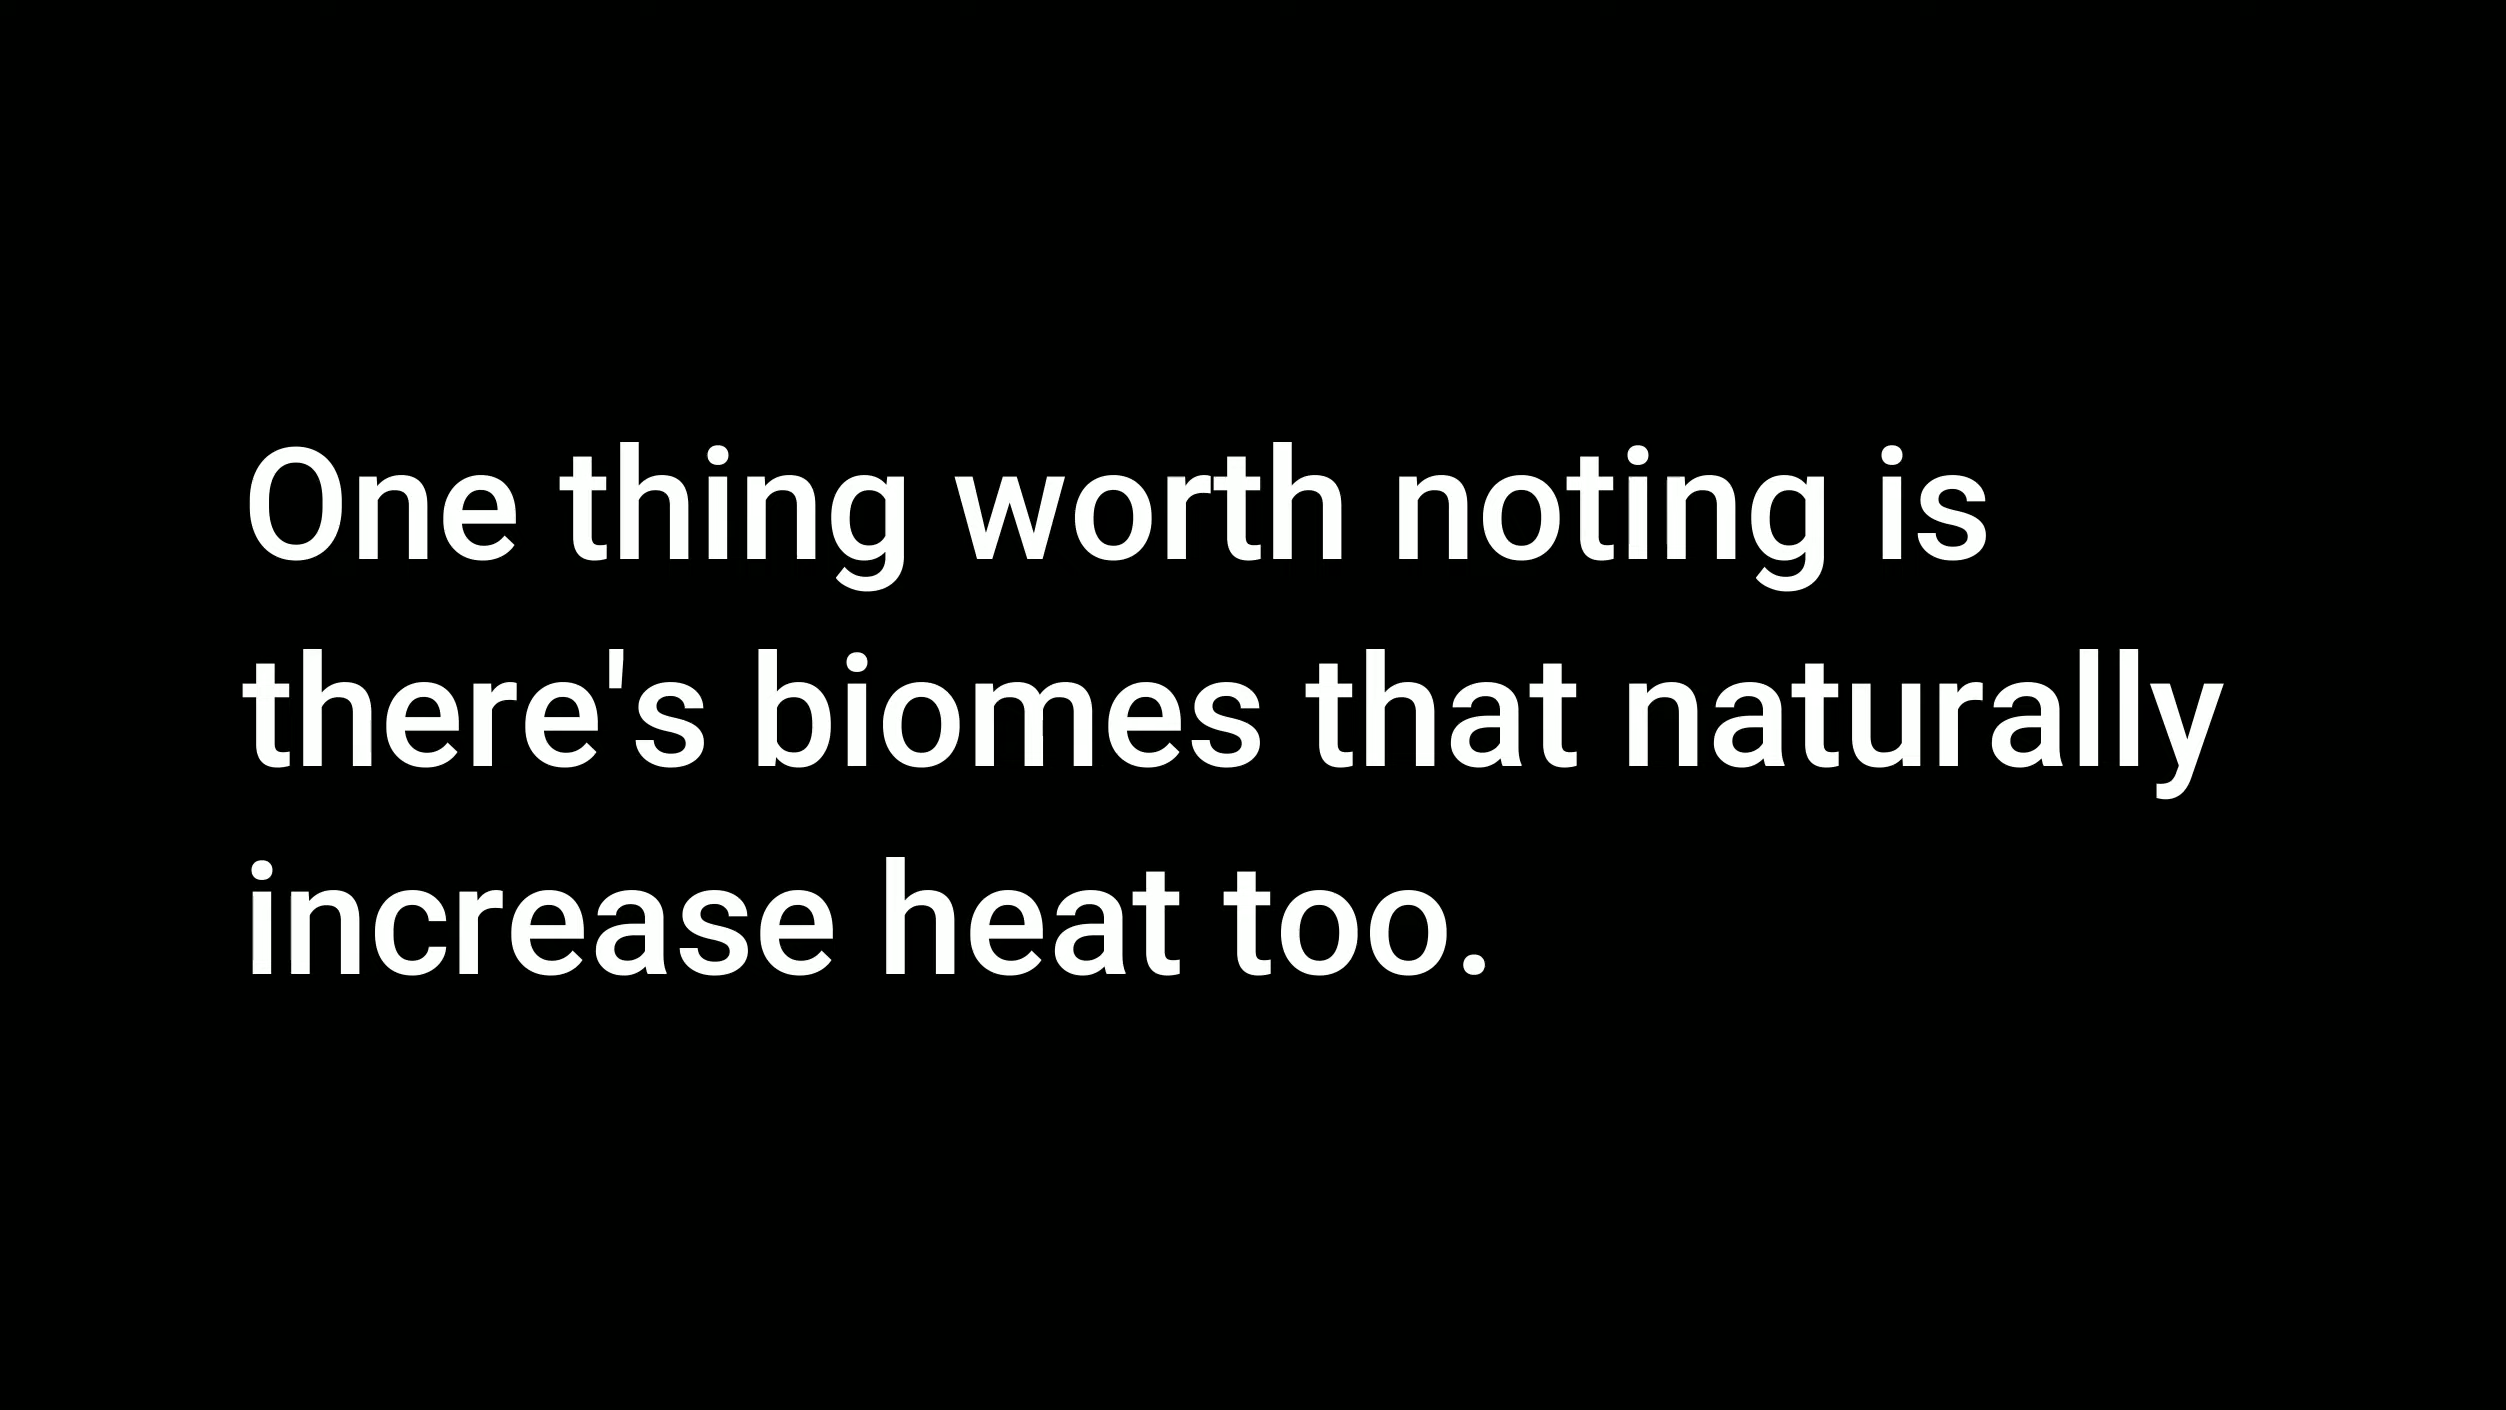 One thing worth noting is
there's biomes that naturally
increase heat too.